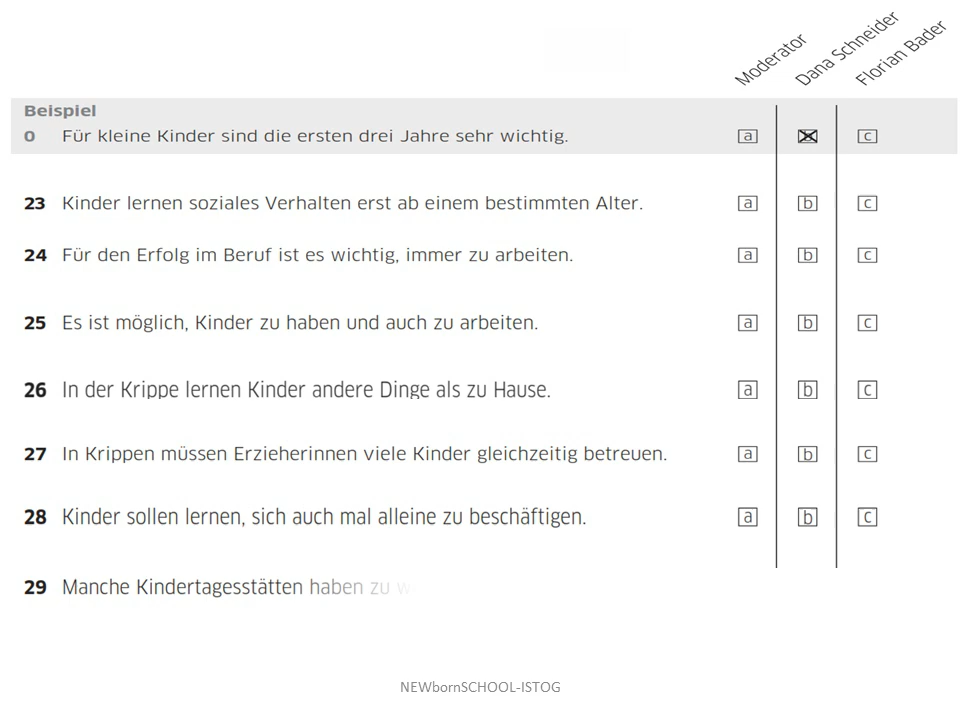 Moderator
Dana Schneider
Florian Bader
Beispiel
0 Für kleine Kinder sind die ersten drei Jahre sehr wichtig. a b c
23 Kinder lernen soziales Verhalten erst ab einem bestimmten Alter. a b c
24 Für den Erfolg im Beruf ist es wichtig, immer zu arbeiten. a b c
25 Es ist möglich, Kinder zu haben und auch zu arbeiten. a b c
26 In der Krippe lernen Kinder andere Dinge als zu Hause. a b c
27 In Krippen müssen Erzieherinnen viele Kinder gleichzeitig betreuen. a b c
28 Kinder sollen lernen, sich auch mal alleine zu beschäftigen. a b c
29 Manche Kindertagesstätten haben zu
NEWbornSCHOOL-ISTOG